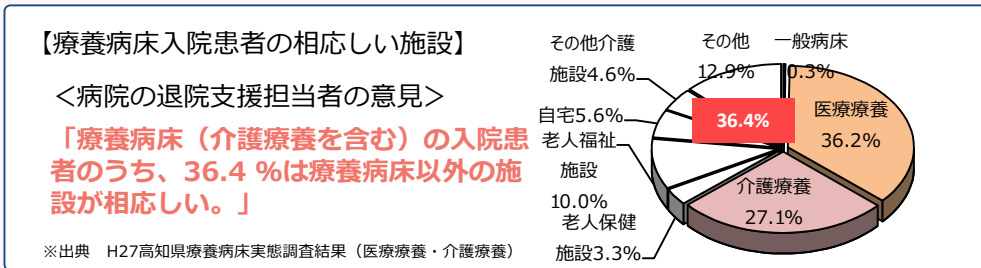 【療養病床入院患者の相応しい施設】
＜病院の退院支援担当者の意見＞
「療養病床（介護療養を含む）の入院患
者のうち、36.4 %は療養病床以外の施
設が相応しい。」
※出典　H27高知県療養病床実態調査結果（医療療養・介護療養）
その他介護
施設4.6%
その他
12.9%
一般病床
0.3%
自宅5.6%
老人福祉
施設
10.0%
老人保健
施設3.3%
36.4%
医療療養
36.2%
介護療養
27.1%